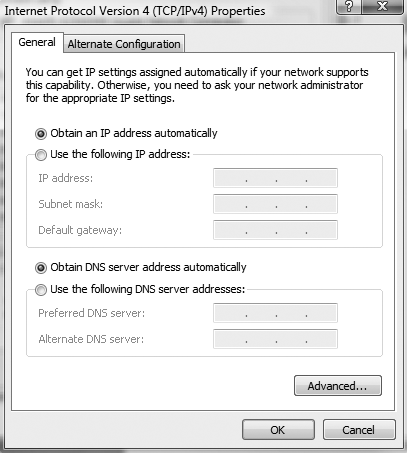 Internet Protocol Version 4 (TCP/IPv4) Properties
General
Alternate Configuration
You can get IP settings assigned automatically if your network supports
this capability. Otherwise, you need to ask your network administrator
for the appropriate IP settings.
Obtain an IP address automatically
Use the following IP address:
IP address:
Subnet mask:
Default gateway:
Obtain DNS server address automatically
Use the following DNS server addresses:
Preferred DNS server:
Alternate DNS server:
Advanced...
OK
Cancel